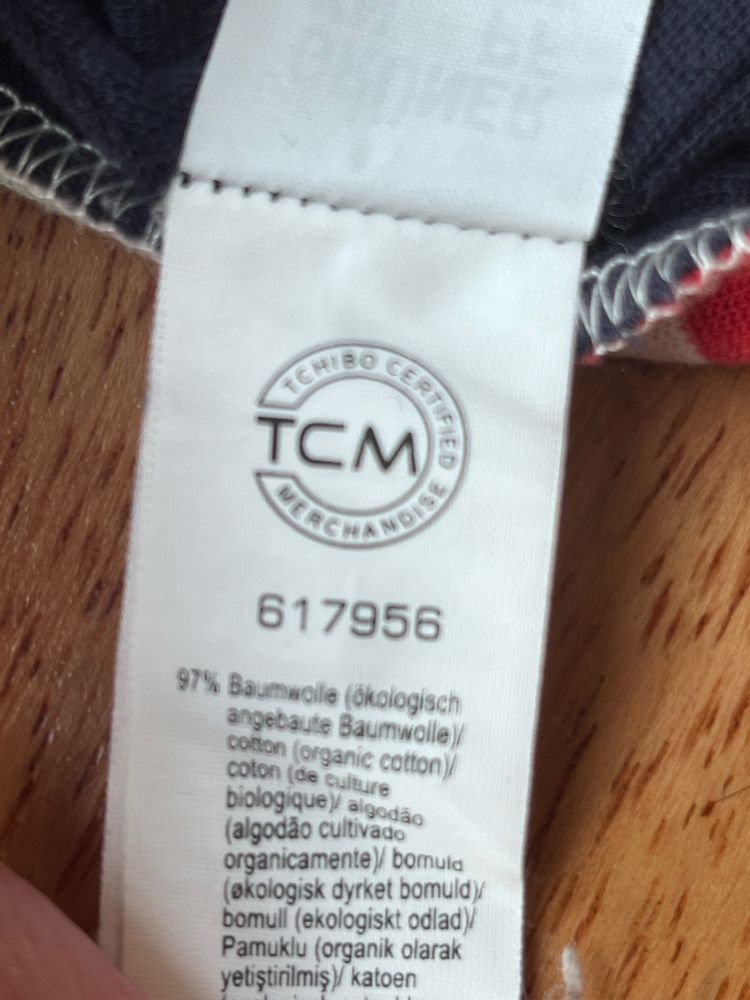 TCHIBO CERTIFIED
TCM
MERCHANDISE
617956
97% Baumwolle (ökologisch
angebaute Baumwolle)/
cotton (organic cotton)/
coton (de culture
biologique)/ algodão
(algodão cultivado
organicamente)/ bomuld
(økologisk dyrket bomuld)/
bomull (ekologiskt odlad)/
Pamuklu (organik olarak
yetiştirilmiş)/ katoen